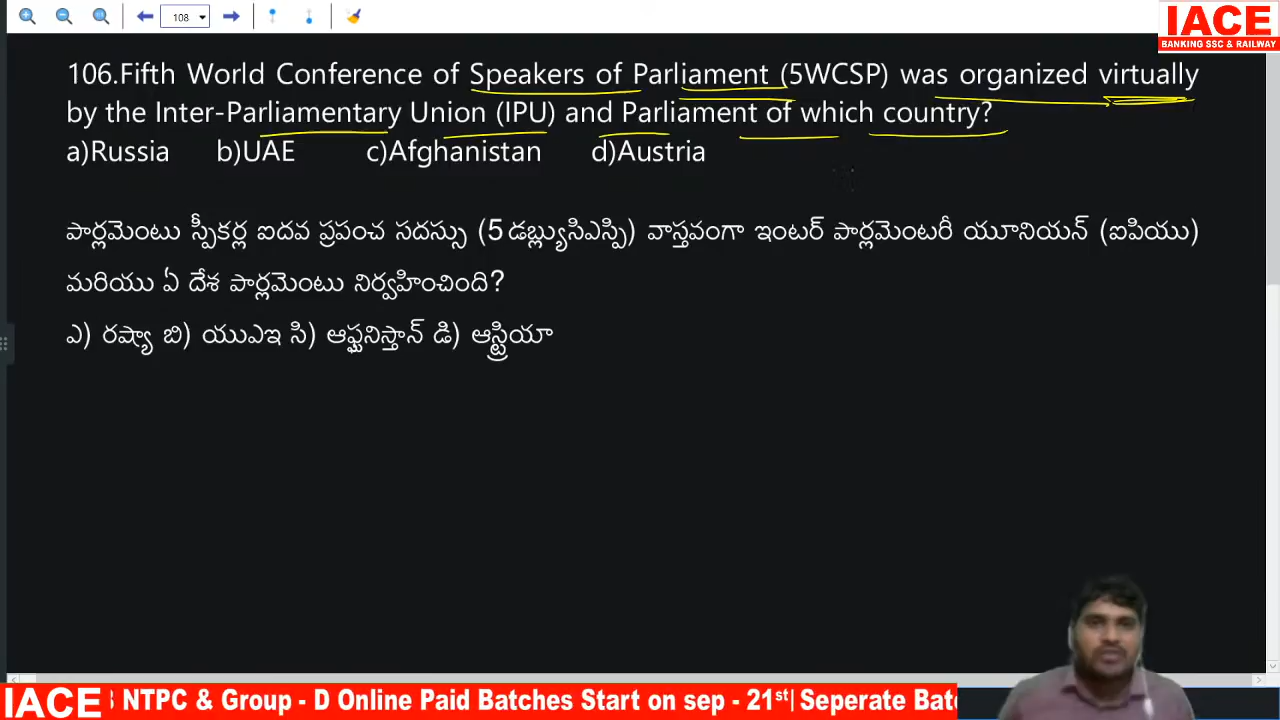 108
IACE
BANKING SSC & RAILWAY
106.Fifth World Conference of Speakers of Parliament (5WCSP) was organized virtually
by the Inter-Parliamentary Union (IPU) and Parliament of which country?
a)Russia b)UAE c)Afghanistan d)Austria
పార్లమెంటు స్పీకర్ల ఐదవ ప్రపంచ సదస్సు (5డబ్ల్యుసిఎస్పి) వాస్తవంగా ఇంటర్ పార్లమెంటరీ యూనియన్ (ఐపియు)
మరియు ఏ దేశ పార్లమెంటు నిర్వహించింది?
ఎ) రష్యా బి) యుఎఇ సి) ఆఫ్ఘనిస్తాన్ డి) ఆస్ట్రియా
IACE NTPC & Group - D Online Paid Batches Start on sep - 21st| Seperate